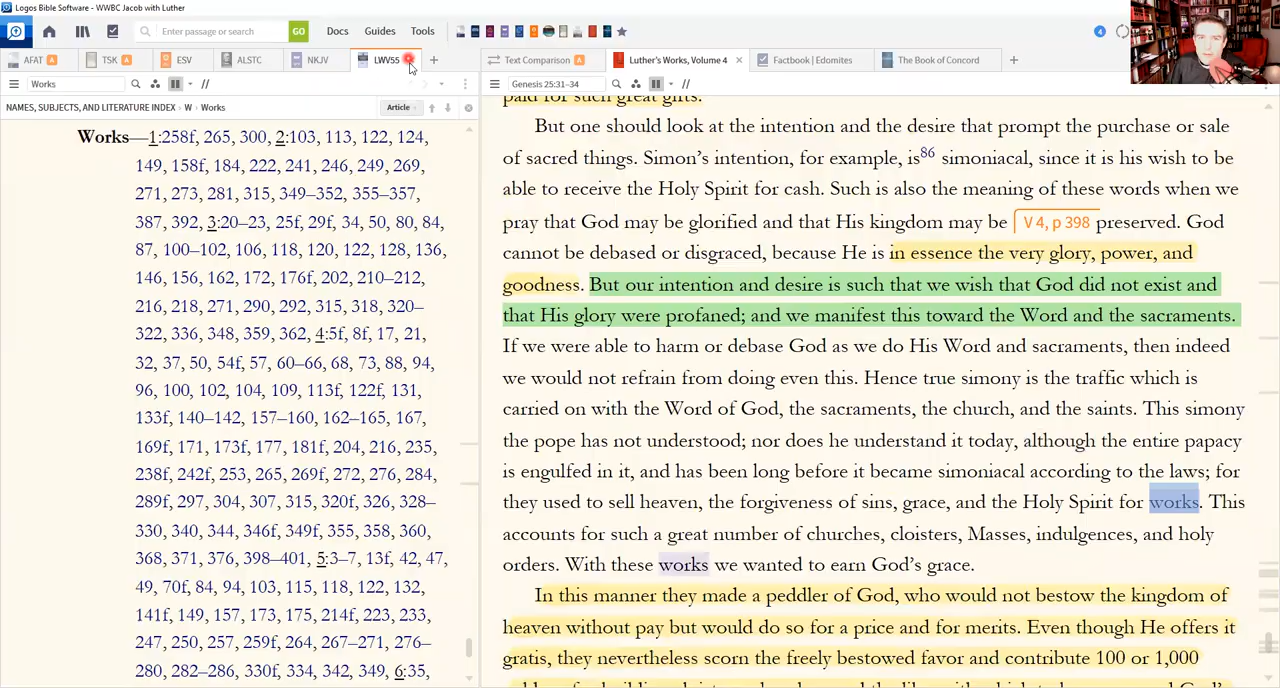 Logos Bible Software - WWBC Jacob with Luther
Enter passage or search
GO
Docs
Guides
Tools
4
AFAT A
TSK A
ESV
ALSTC
NKJV
LWV55
Text Comparison A
Luther's Works, Volume 4
Factbook | Edomites
The Book of Concord
Works
Genesis 25:31–34
NAMES, SUBJECTS, AND LITERATURE INDEX › W › Works
Article
Works—1:258f, 265, 300, 2:103, 113, 122, 124,
149, 158f, 184, 222, 241, 246, 249, 269,
271, 273, 281, 315, 349–352, 355–357,
387, 392, 3:20–23, 25f, 29f, 34, 50, 80, 84,
87, 100–102, 106, 118, 120, 122, 128, 136,
146, 156, 162, 172, 176f, 202, 210–212,
216, 218, 271, 290, 292, 315, 318, 320–
322, 336, 348, 359, 362, 4:5f, 8f, 17, 21,
32, 37, 50, 54f, 57, 60–66, 68, 73, 88, 94,
96, 100, 102, 104, 109, 113f, 122f, 131,
133f, 140–142, 157–160, 162–165, 167,
169f, 171, 173f, 177, 181f, 204, 216, 235,
238f, 242f, 253, 265, 269f, 272, 276, 284,
289f, 297, 304, 307, 315, 320f, 326, 328–
330, 340, 344, 346f, 349f, 355, 358, 360,
368, 371, 376, 398–401, 5:3–7, 13f, 42, 47,
49, 70f, 84, 94, 103, 115, 118, 122, 132,
141f, 149, 157, 173, 175, 214f, 223, 233,
247, 250, 257, 259f, 264, 267–271, 276–
280, 282–286, 330f, 334, 342, 349, 6:35,
paid for such great gifts.
But one should look at the intention and the desire that prompt the purchase or sale
of sacred things. Simon's intention, for example, is86 simoniacal, since it is his wish to be
able to receive the Holy Spirit for cash. Such is also the meaning of these words when we
pray that God may be glorified and that His kingdom may be V 4, p 398 preserved. God
cannot be debased or disgraced, because He is in essence the very glory, power, and
goodness. But our intention and desire is such that we wish that God did not exist and
that His glory were profaned; and we manifest this toward the Word and the sacraments.
If we were able to harm or debase God as we do His Word and sacraments, then indeed
we would not refrain from doing even this. Hence true simony is the traffic which is
carried on with the Word of God, the sacraments, the church, and the saints. This simony
the pope has not understood; nor does he understand it today, although the entire papacy
is engulfed in it, and has been long before it became simoniacal according to the laws; for
they used to sell heaven, the forgiveness of sins, grace, and the Holy Spirit for works. This
accounts for such a great number of churches, cloisters, Masses, indulgences, and holy
orders. With these works we wanted to earn God's grace.
In this manner they made a peddler of God, who would not bestow the kingdom of
heaven without pay but would do so for a price and for merits. Even though He offers it
gratis, they nevertheless scorn the freely bestowed favor and contribute 100 or 1,000